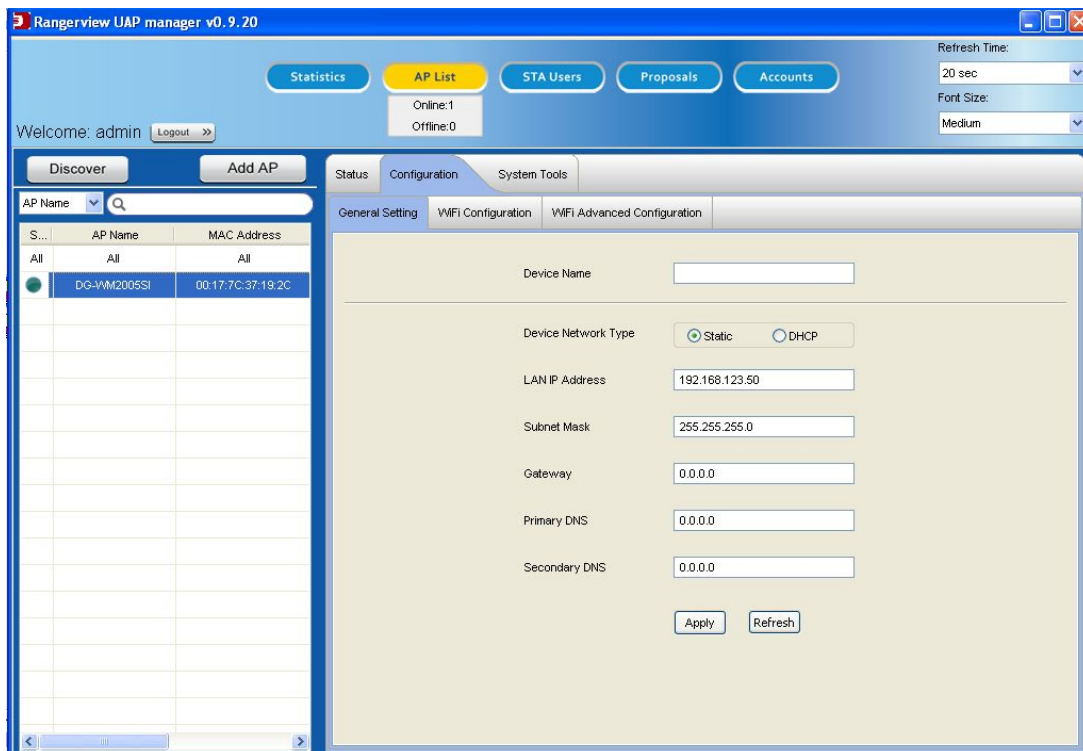 Rangerview UAP manager v0.9.20
Refresh Time:
20 sec
Font Size:
Medium
Statistics
AP List
STA Users
Proposals
Accounts
Online:1
Offline:0
Welcome: admin
Logout »
Discover
Add AP
AP Name
S... AP Name MAC Address
All All All
DG-WM2005SI 00:17:7C:37:19:2C
Status Configuration System Tools
General Setting WiFi Configuration WiFi Advanced Configuration
Device Name
Device Network Type Static DHCP
LAN IP Address 192.168.123.50
Subnet Mask 255.255.255.0
Gateway 0.0.0.0
Primary DNS 0.0.0.0
Secondary DNS 0.0.0.0
Apply Refresh